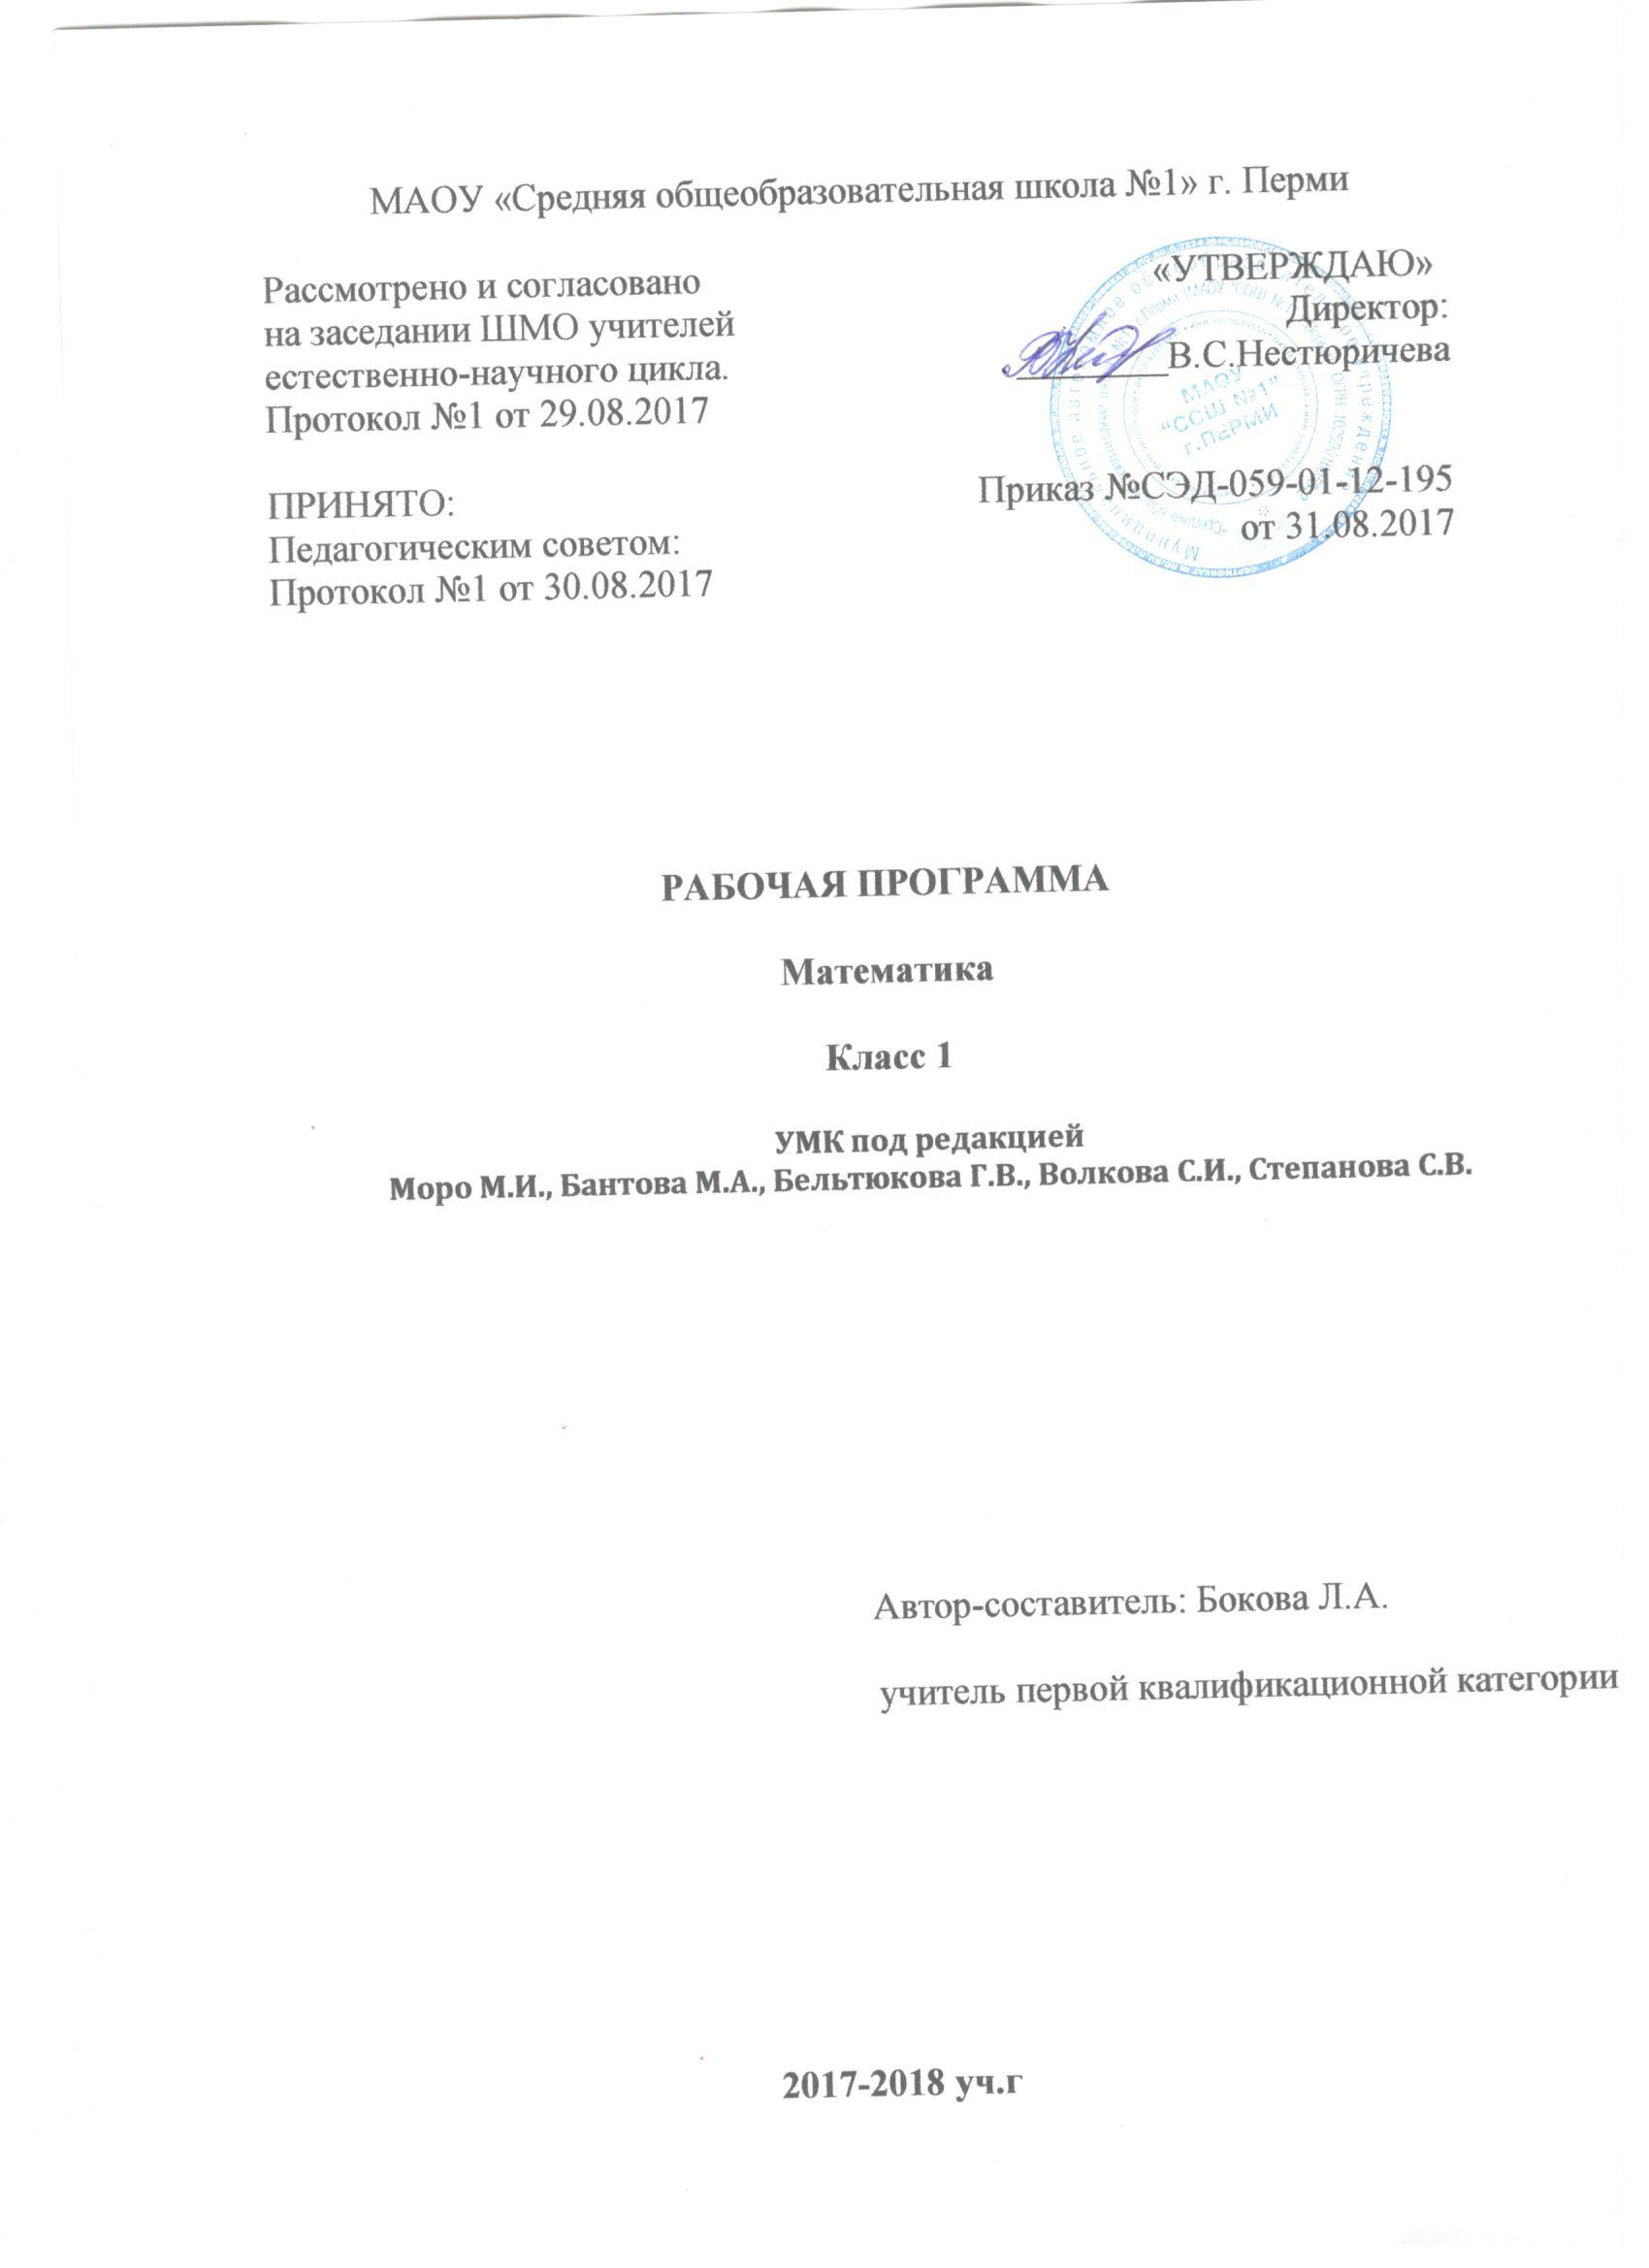 МАОУ «Средняя общеобразовательная школа №1» г. Перми
Рассмотрено и согласовано
на заседании ШМО учителей
естественно-научного цикла.
Протокол №1 от 29.08.2017
ПРИНЯТО:
Педагогическим советом:
Протокол №1 от 30.08.2017
«УТВЕРЖДАЮ»
Директор:
________В.С.Нестюричева
МАОУ
"СОШ №1"
г.ПЕРМИ
Приказ №СЭД-059-01-12-195
от 31.08.2017
РАБОЧАЯ ПРОГРАММА
Математика
Класс 1
УМК под редакцией
Моро М.И., Бантова М.А., Бельтюкова Г.В., Волкова С.И., Степанова С.В.
Автор-составитель: Бокова Л.А.
учитель первой квалификационной категории
2017-2018 уч.г